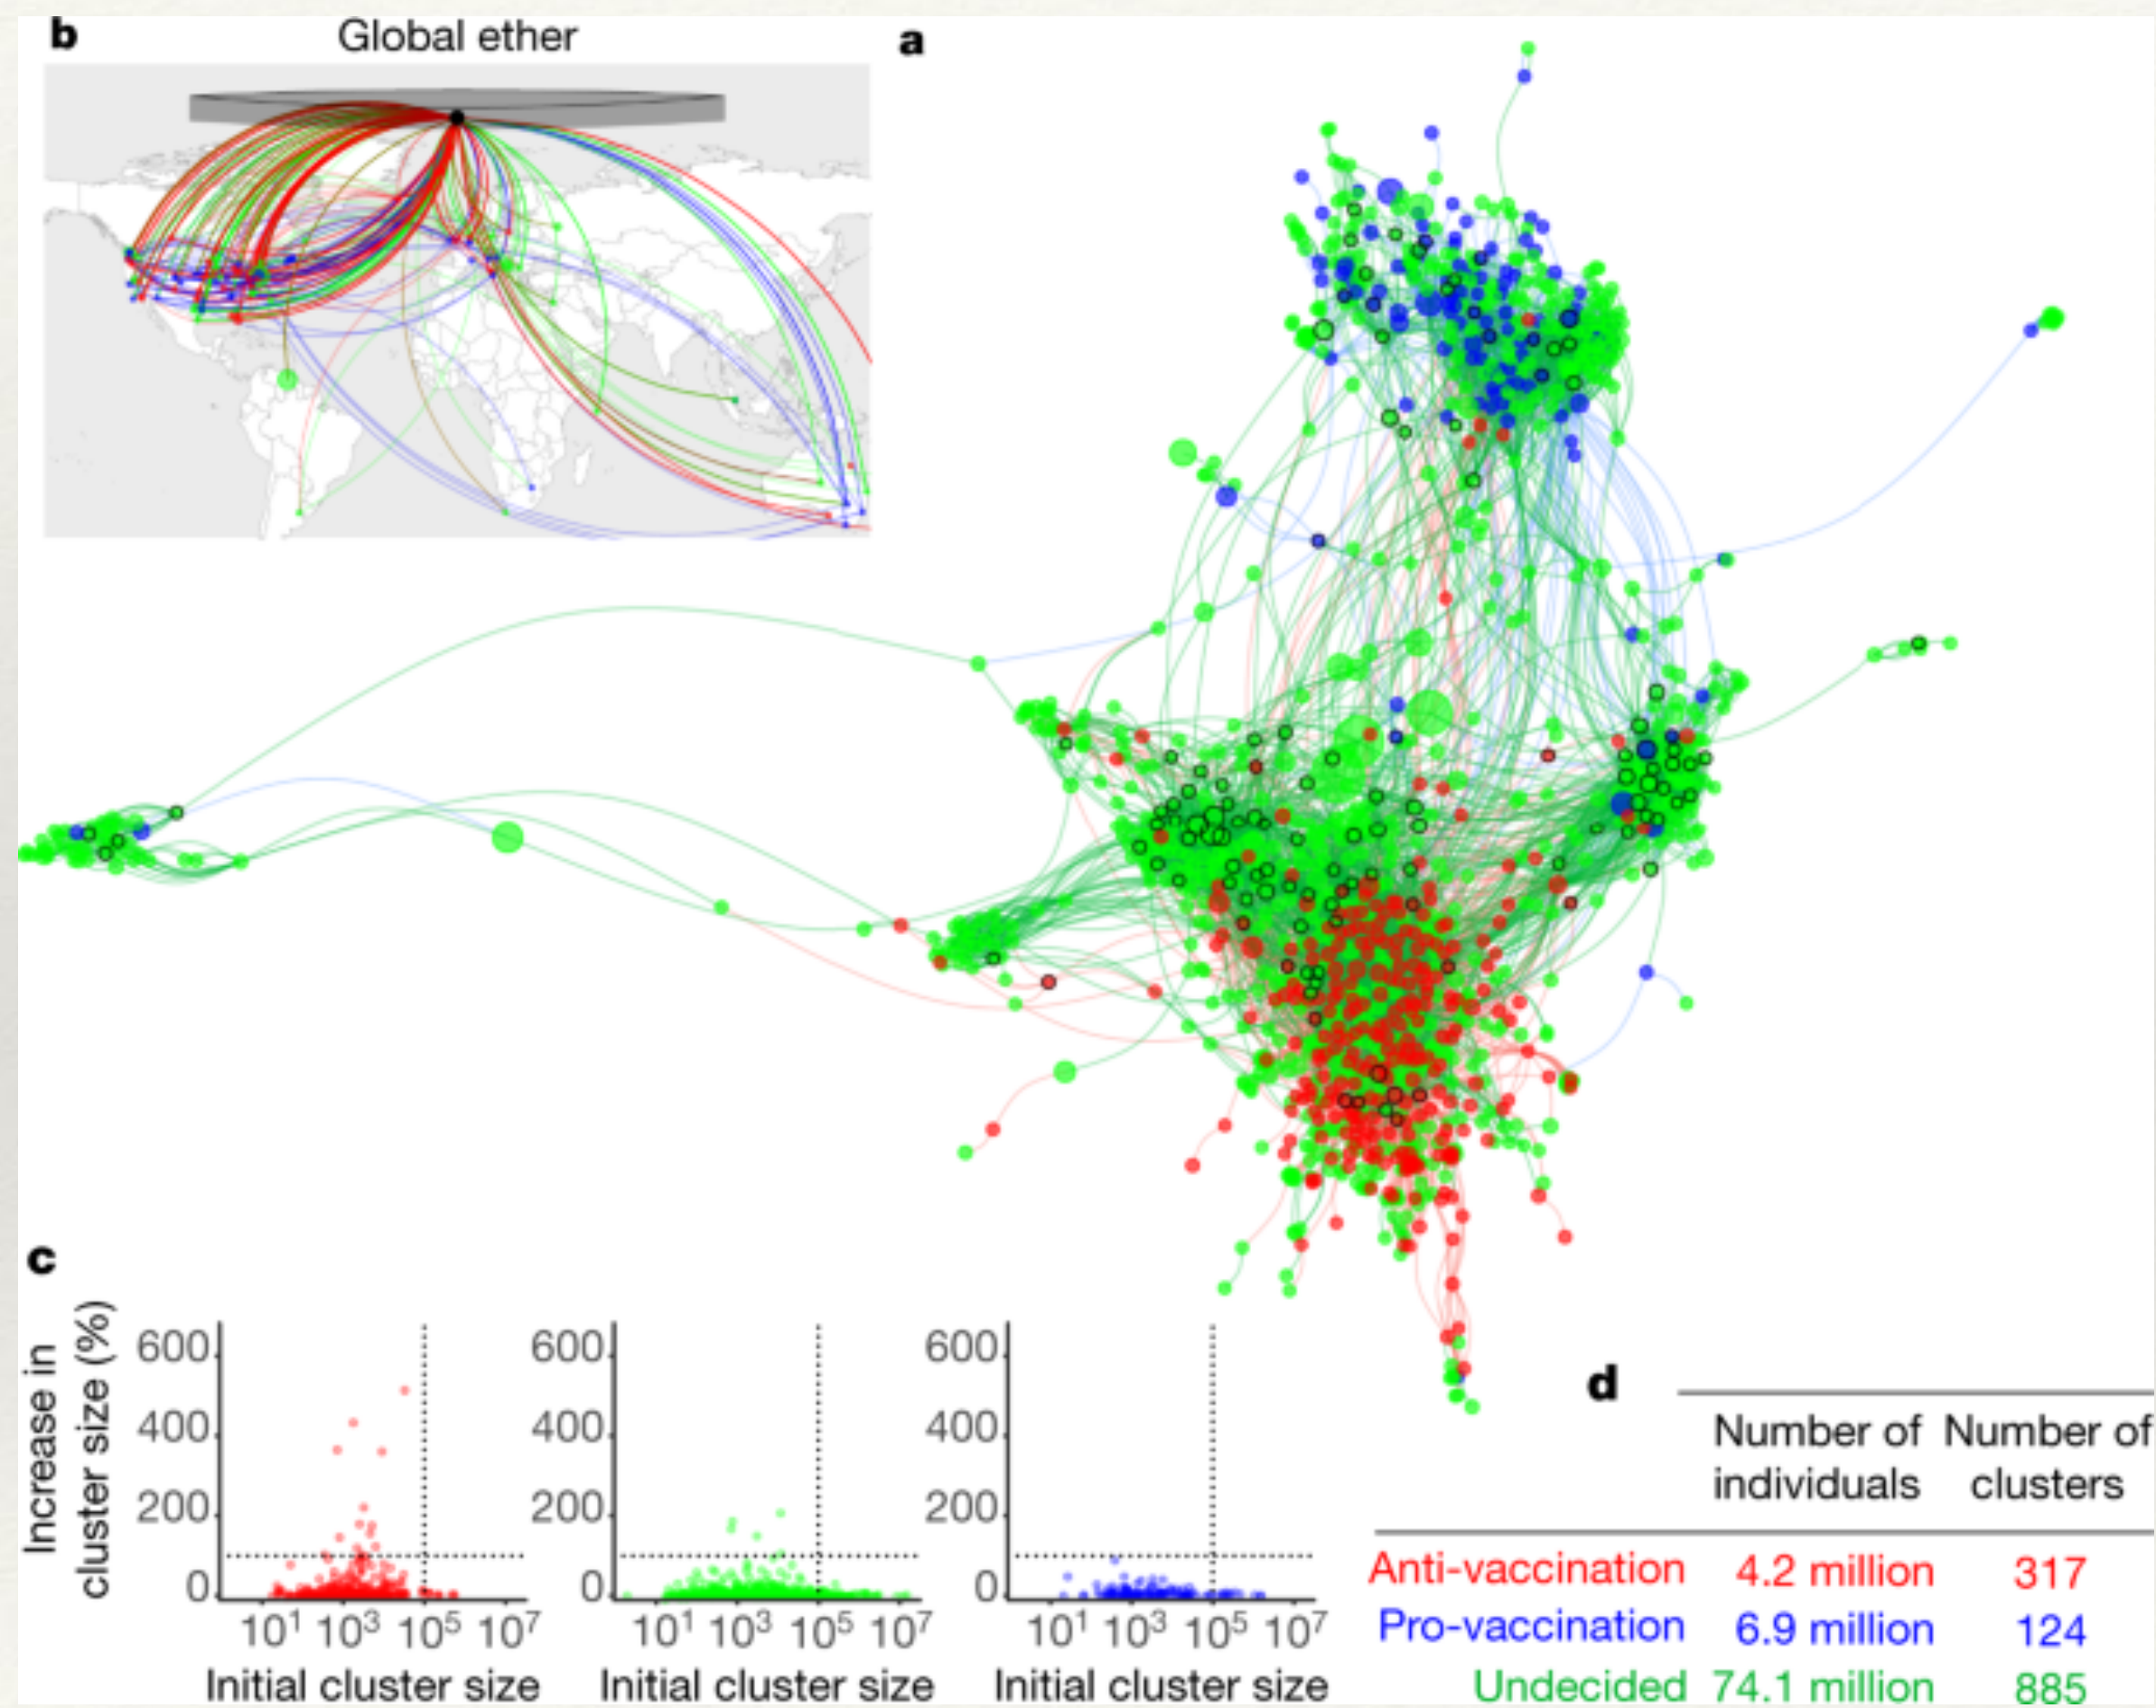 b Global ether
a
c
Increase in
cluster size (%)
600
400
200
0
10¹ 10³ 10⁵ 10⁷
Initial cluster size
600
400
200
0
10¹ 10³ 10⁵ 10⁷
Initial cluster size
600
400
200
0
10¹ 10³ 10⁵ 10⁷
Initial cluster size
d
Number of individuals
Number of clusters
Anti-vaccination 4.2 million 317
Pro-vaccination 6.9 million 124
Undecided 74.1 million 885